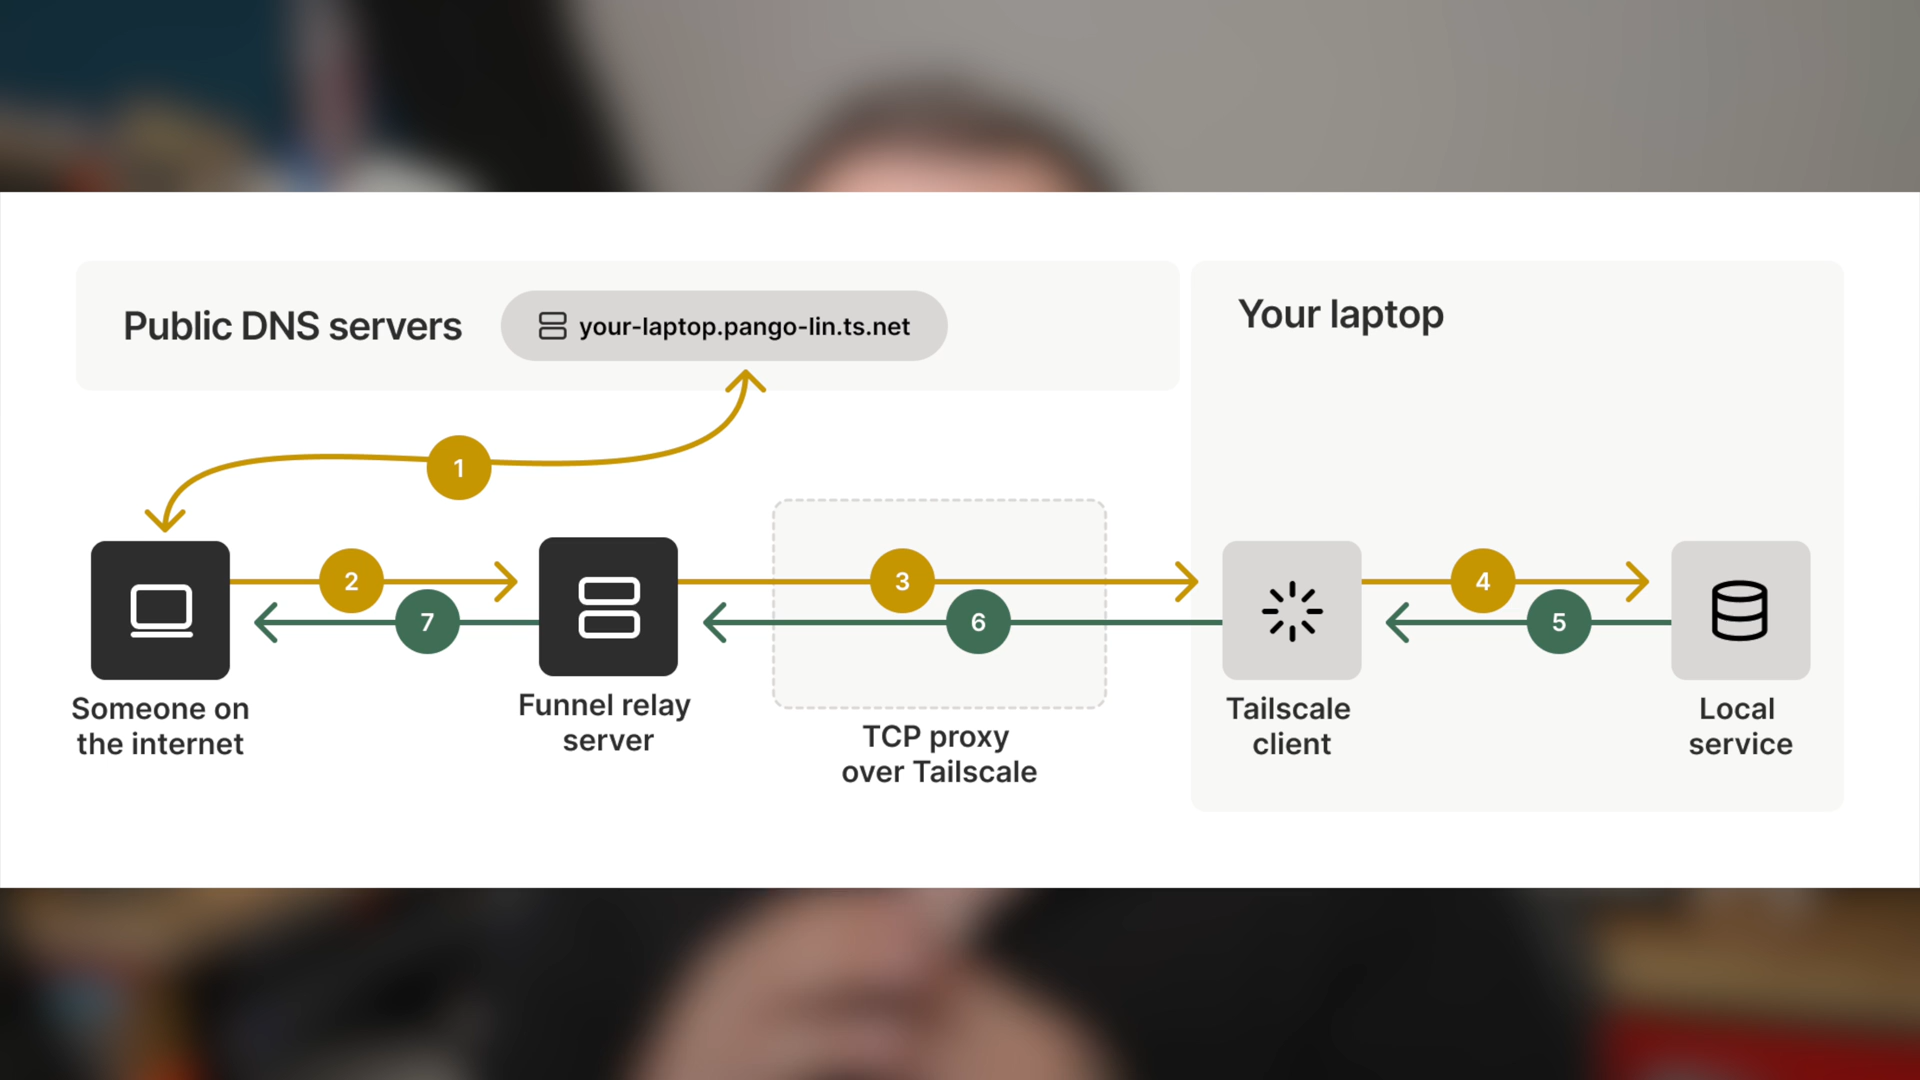 Public DNS servers
your-laptop.pango-lin.ts.net
Your laptop
1
2
3
4
7
6
5
Someone on
the internet
Funnel relay
server
TCP proxy
over Tailscale
Tailscale
client
Local
service